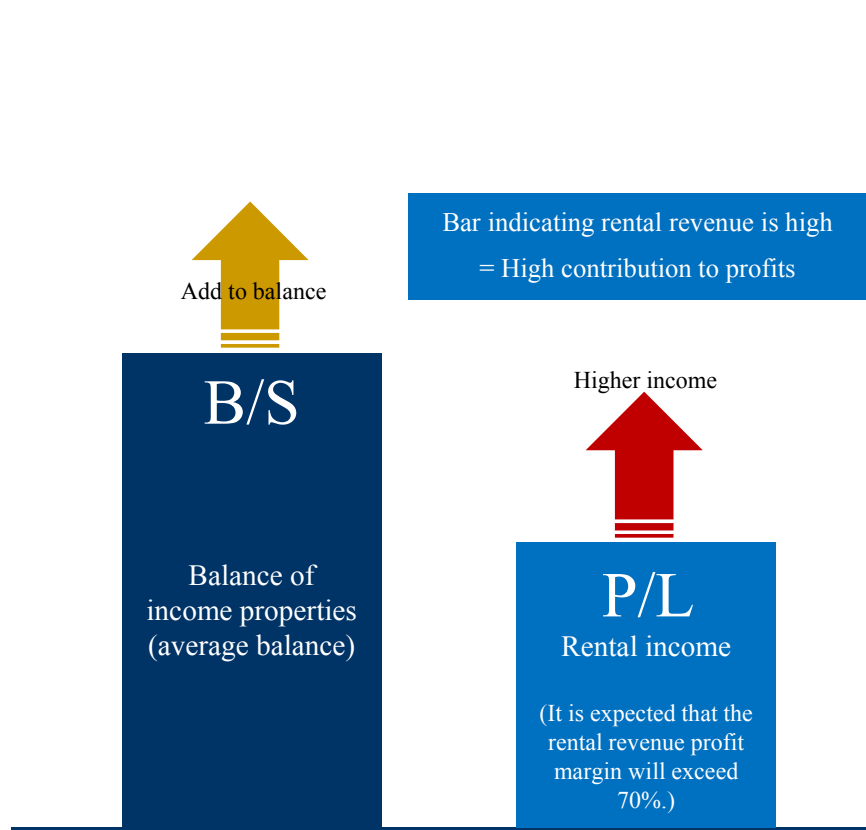 Bar indicating rental revenue is high
= High contribution to profits
Add to balance
B/S
Balance of
income properties
(average balance)
Higher income
P/L
Rental income
(It is expected that the
rental revenue profit
margin will exceed
70%.)